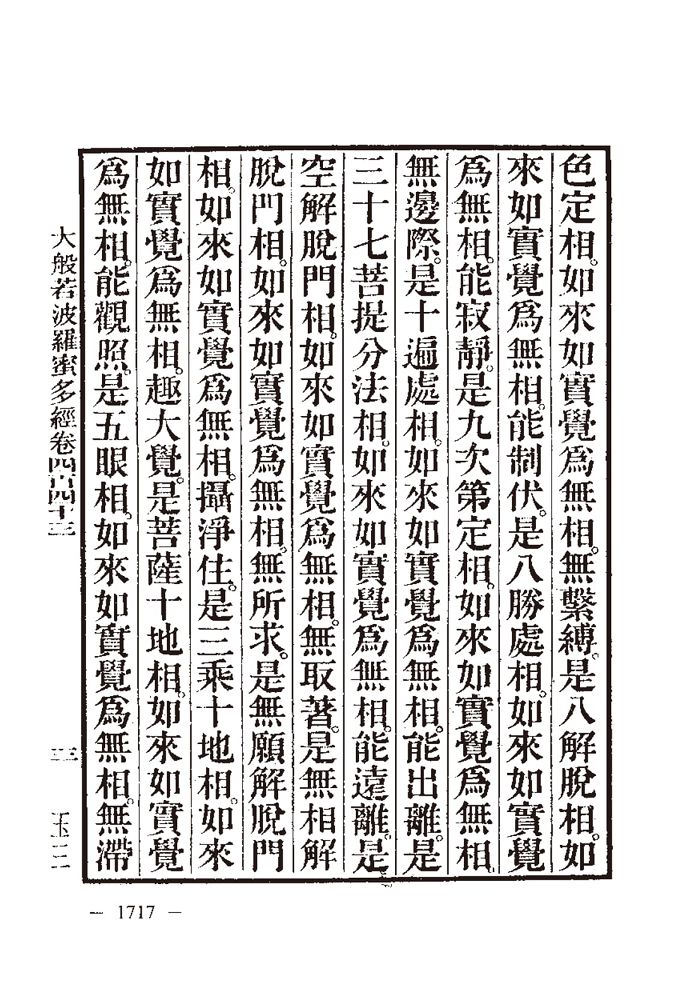 色定相。如來如實覺爲無相。無繫縛。是八解脫相。如
來如實覺爲無相。能制伏。是八勝處相。如來如實覺
爲無相。能寂靜。是九次第定相。如來如實覺爲無相
無邊際。是十遍處相。如來如實覺爲無相。能出離。是
三十七菩提分法相。如來如實覺爲無相。能遠離。是
空解脫門相。如來如實覺爲無相。無取著。是無相解
脫門相。如來如實覺爲無相。無所求。是無願解脫門
相。如來如實覺爲無相。攝淨住。是三乘十地相。如來
如實覺爲無相。趣大覺。是菩薩十地相。如來如實覺
爲無相。能觀照。是五眼相。如來如實覺爲無相。無滯
大般若波羅蜜多經卷四百四十三
三
玉三
— 1717 —